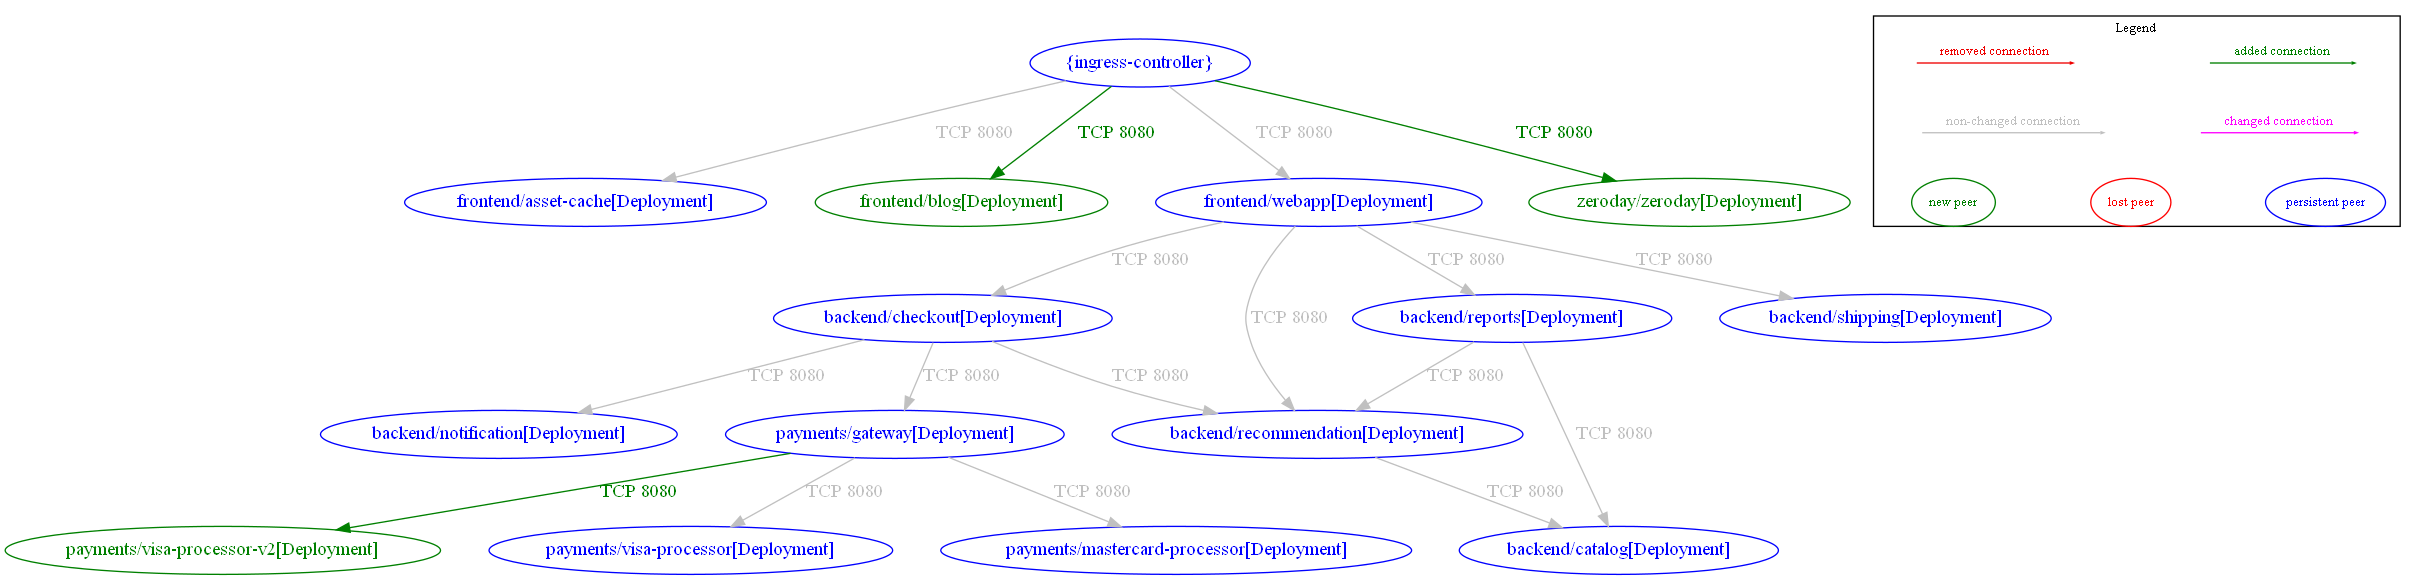 Legend
removed connection
added connection
{ingress-controller}
non-changed connection
changed connection
TCP 8080
TCP 8080
TCP 8080
TCP 8080
frontend/asset-cache[Deployment]
frontend/blog[Deployment]
frontend/webapp[Deployment]
zeroday/zeroday[Deployment]
new peer
lost peer
persistent peer
TCP 8080
TCP 8080
TCP 8080
TCP 8080
backend/checkout[Deployment]
backend/reports[Deployment]
backend/shipping[Deployment]
TCP 8080
TCP 8080
TCP 8080
TCP 8080
TCP 8080
backend/notification[Deployment]
payments/gateway[Deployment]
backend/recommendation[Deployment]
TCP 8080
TCP 8080
TCP 8080
TCP 8080
payments/visa-processor-v2[Deployment]
payments/visa-processor[Deployment]
payments/mastercard-processor[Deployment]
backend/catalog[Deployment]